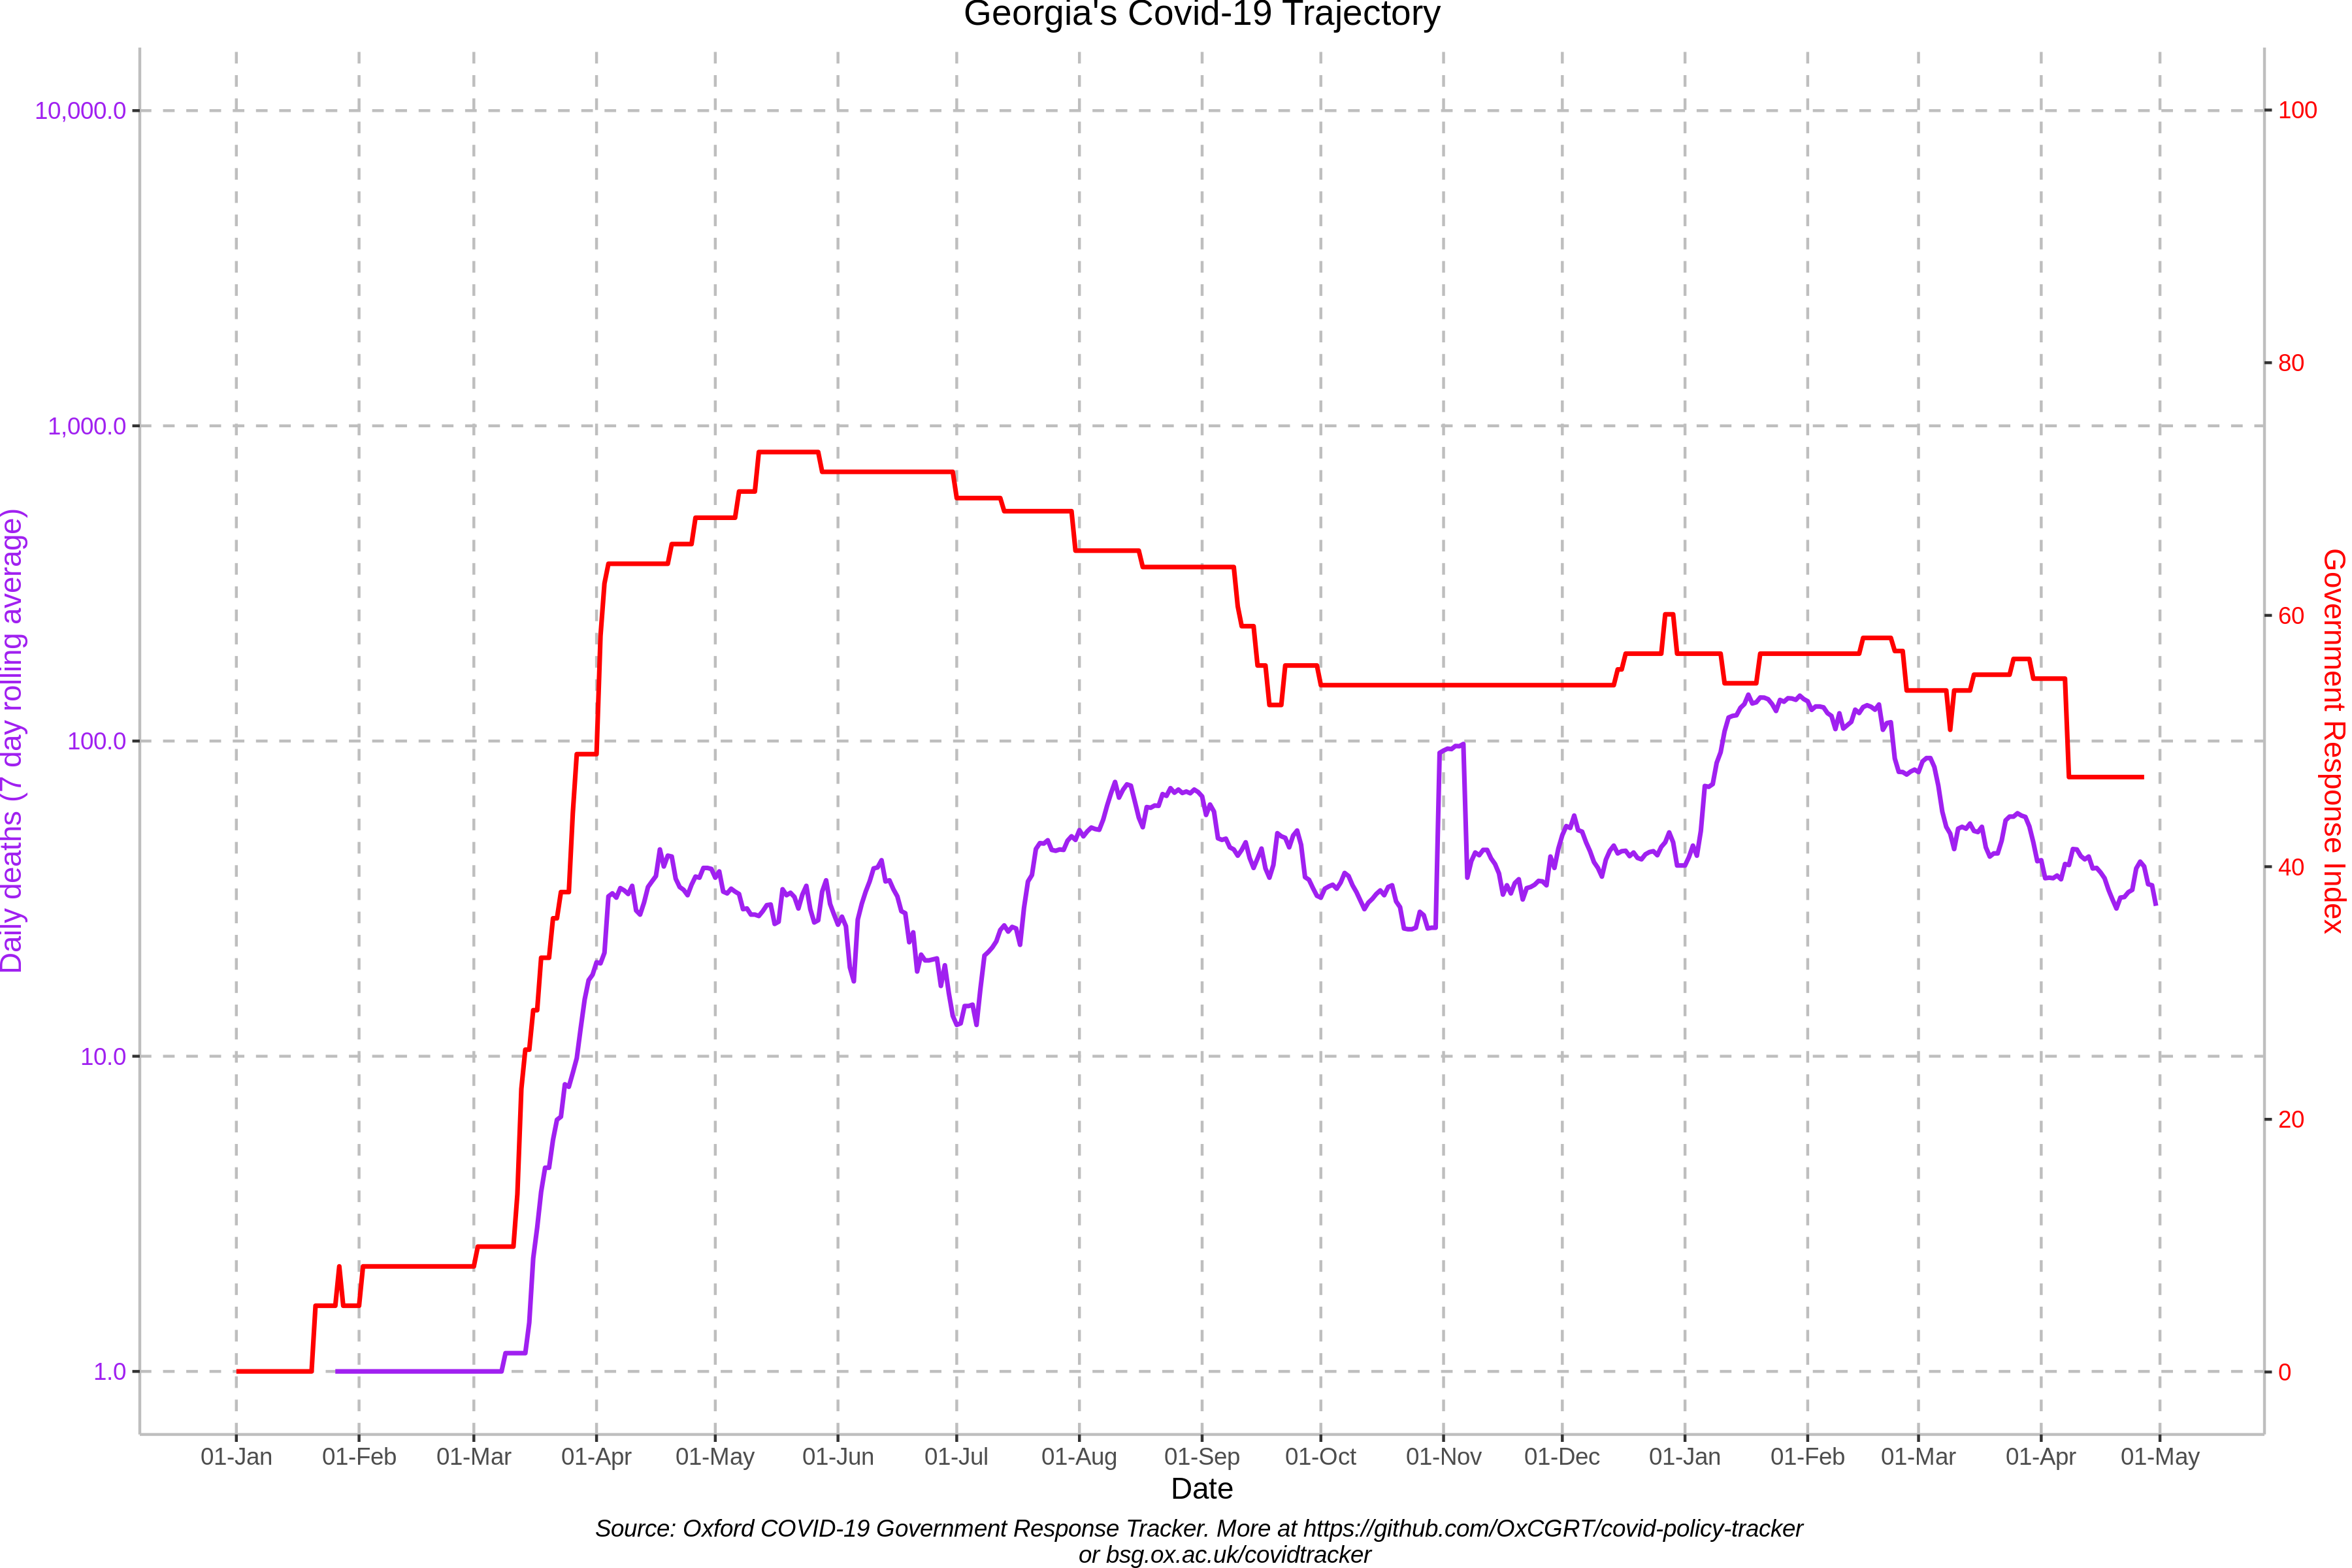 Georgia's Covid-19 Trajectory
10,000.0
1,000.0
100.0
10.0
1.0
Daily deaths (7 day rolling average)
100
80
60
40
20
0
Government Response Index
01-Jan 01-Feb 01-Mar 01-Apr 01-May 01-Jun 01-Jul 01-Aug 01-Sep 01-Oct 01-Nov 01-Dec 01-Jan 01-Feb 01-Mar 01-Apr 01-May
Date
Source: Oxford COVID-19 Government Response Tracker. More at https://github.com/OxCGRT/covid-policy-tracker
or bsg.ox.ac.uk/covidtracker